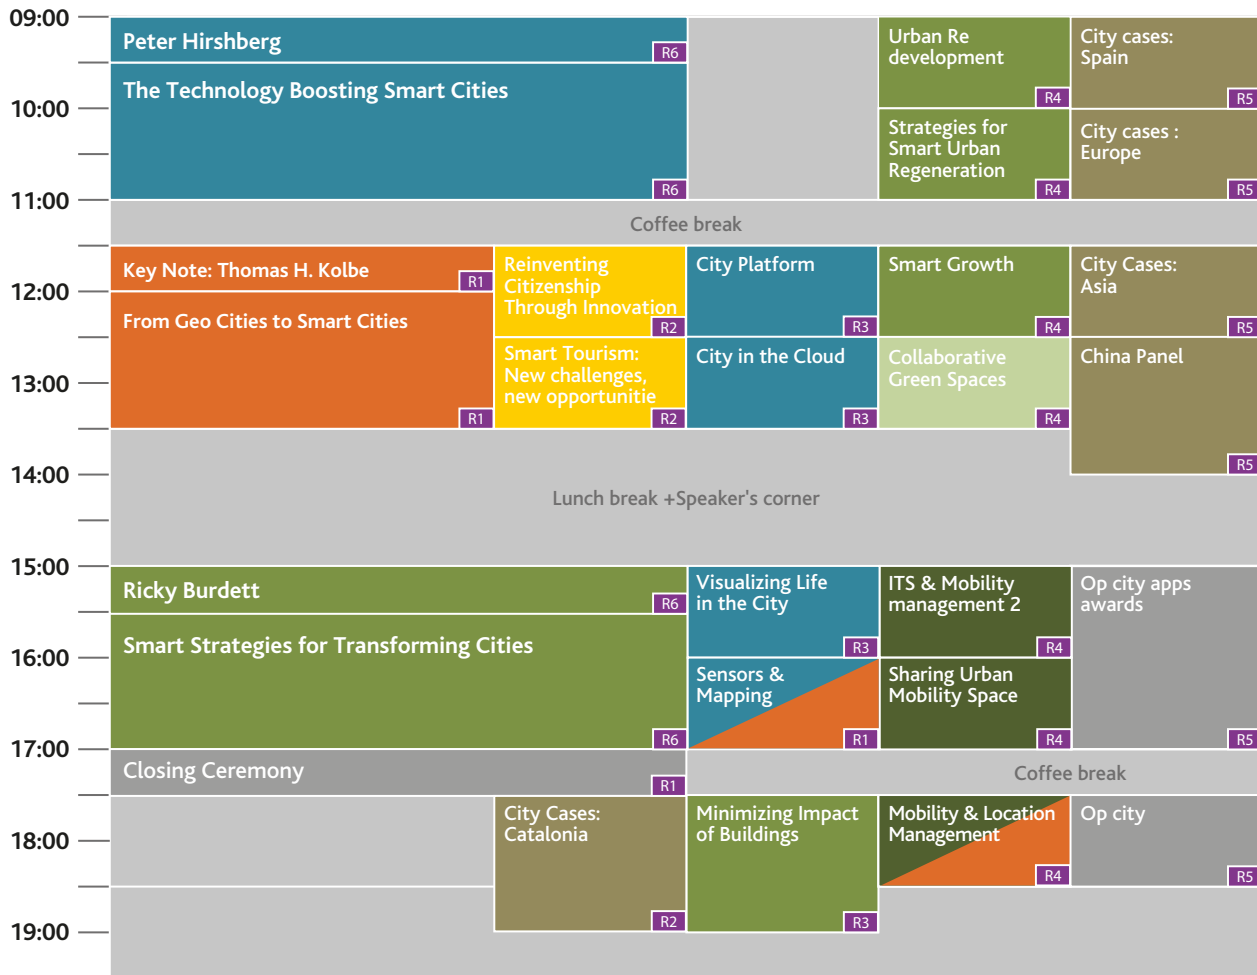 09:00
Peter Hirshberg
R6
Urban Re
development
R4
City cases:
Spain
R5
The Technology Boosting Smart Cities
R6
10:00
Strategies for
Smart Urban
Regeneration
R4
City cases :
Europe
R5
11:00
Coffee break
Key Note: Thomas H. Kolbe
R1
Reinventing
Citizenship
Through Innovation
R2
City Platform
R3
Smart Growth
R4
City Cases:
Asia
R5
12:00
From Geo Cities to Smart Cities
R1
Smart Tourism:
New challenges,
new opportunitie
R2
City in the Cloud
R3
Collaborative
Green Spaces
R4
China Panel
R5
13:00
14:00
Lunch break +Speaker's corner
15:00
Ricky Burdett
R6
Visualizing Life
in the City
R3
ITS & Mobility
management 2
R4
Op city apps
awards
R5
Smart Strategies for Transforming Cities
R6
16:00
Sensors &
Mapping
R1
Sharing Urban
Mobility Space
R4
17:00
Closing Ceremony
R1
Coffee break
City Cases:
Catalonia
R2
Minimizing Impact
of Buildings
R3
Mobility & Location
Management
R4
Op city
R5
18:00
19:00